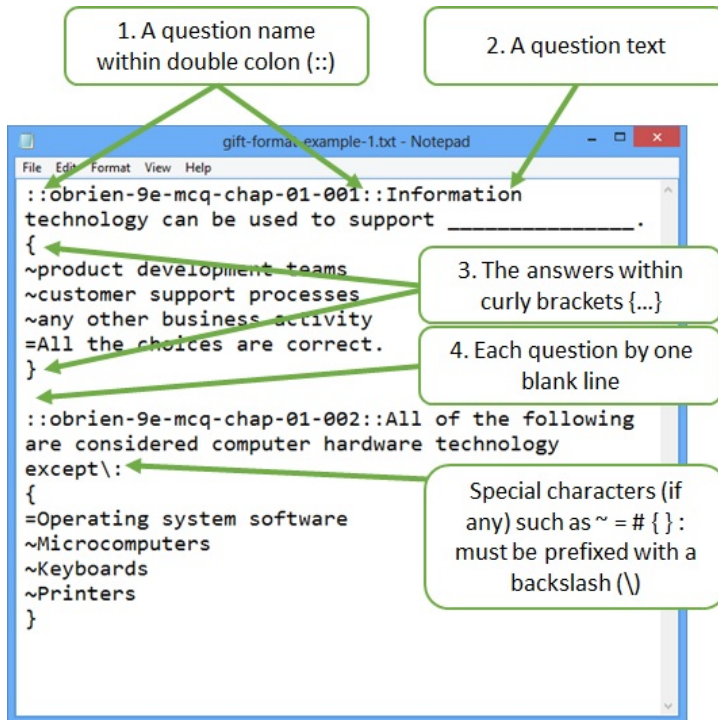 1. A question name
within double colon (::)
2. A question text
gift-format-example-1.txt - Notepad
File Edit Format View Help
::obrien-9e-mcq-chap-01-001::Information
technology can be used to support _______________.
{
~product development teams
~customer support processes
~any other business activity
=All the choices are correct.
}
3. The answers within
curly brackets {...}
4. Each question by one
blank line
::obrien-9e-mcq-chap-01-002::All of the following
are considered computer hardware technology
except\:
{
=Operating system software
~Microcomputers
~Keyboards
~Printers
}
Special characters (if
any) such as ~ = # { } :
must be prefixed with a
backslash (\)